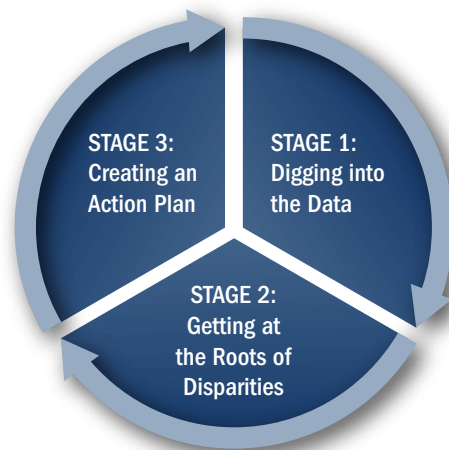 STAGE 1:
Digging into
the Data
STAGE 2:
Getting at
the Roots of
Disparities
STAGE 3:
Creating an
Action Plan